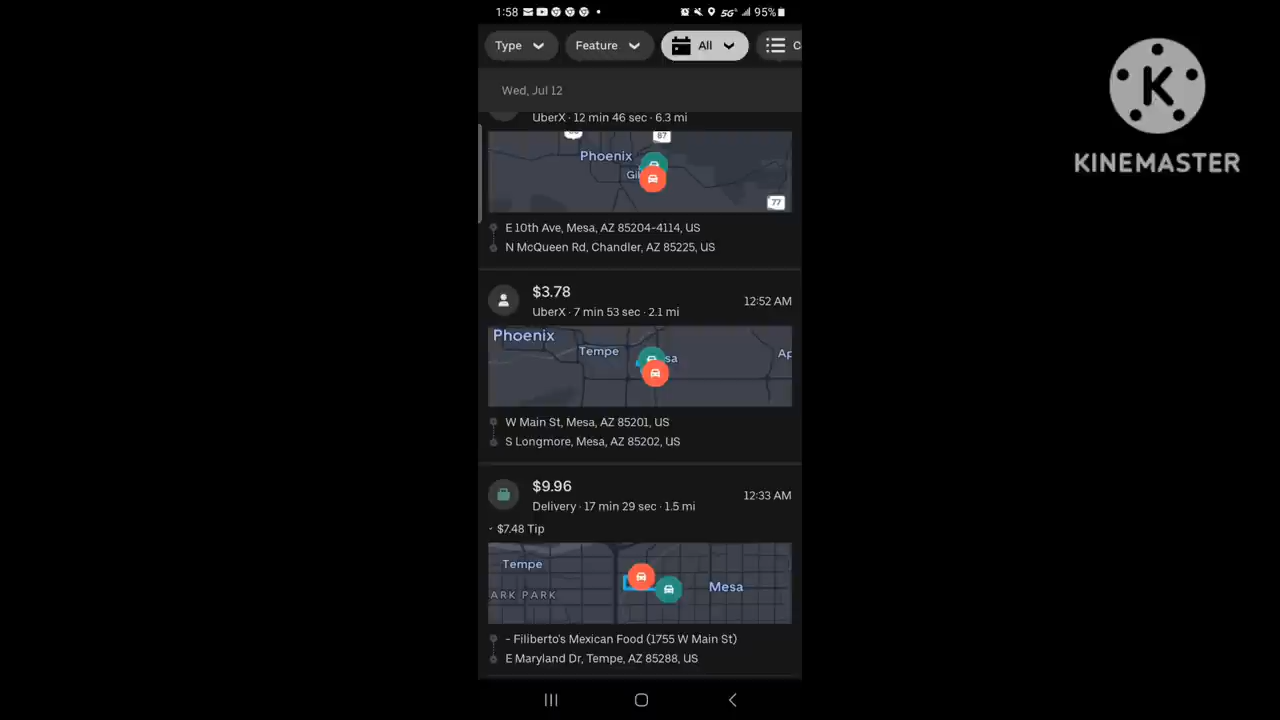 1:58
5G
95%
Type
Feature
All
Wed, Jul 12
UberX · 12 min 46 sec · 6.3 mi
87
Phoenix
77
E 10th Ave, Mesa, AZ 85204-4114, US
N McQueen Rd, Chandler, AZ 85225, US
$3.78
12:52 AM
UberX · 7 min 53 sec · 2.1 mi
Phoenix
Tempe
W Main St, Mesa, AZ 85201, US
S Longmore, Mesa, AZ 85202, US
$9.96
12:33 AM
Delivery · 17 min 29 sec · 1.5 mi
- $7.48 Tip
Tempe
Mesa
ARK PARK
- Filiberto's Mexican Food (1755 W Main St)
E Maryland Dr, Tempe, AZ 85288, US
K
KINEMASTER